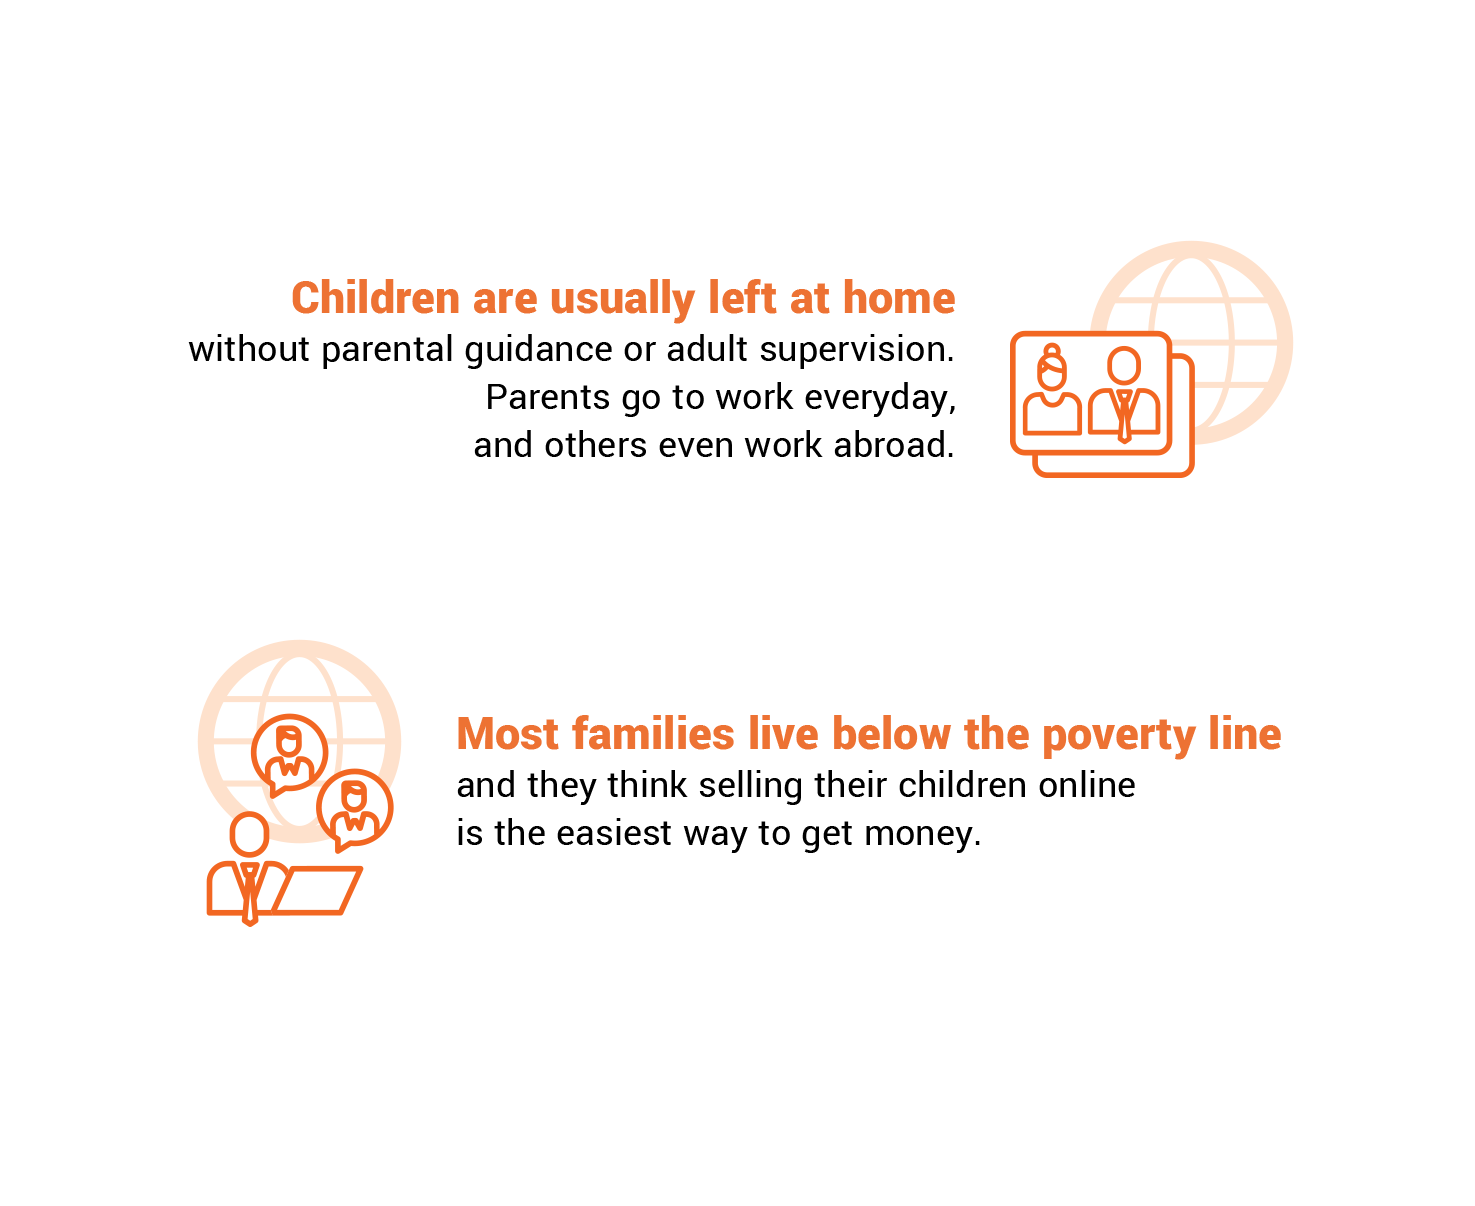 Children are usually left at home
without parental guidance or adult supervision.
Parents go to work everyday,
and others even work abroad.
Most families live below the poverty line
and they think selling their children online
is the easiest way to get money.